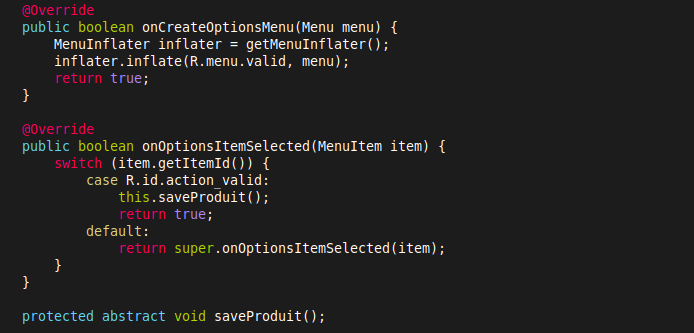 @Override
public boolean onCreateOptionsMenu(Menu menu) {
    MenuInflater inflater = getMenuInflater();
    inflater.inflate(R.menu.valid, menu);
    return true;
}

@Override
public boolean onOptionsItemSelected(MenuItem item) {
    switch (item.getItemId()) {
        case R.id.action_valid:
            this.saveProduit();
            return true;
        default:
            return super.onOptionsItemSelected(item);
    }
}

protected abstract void saveProduit();